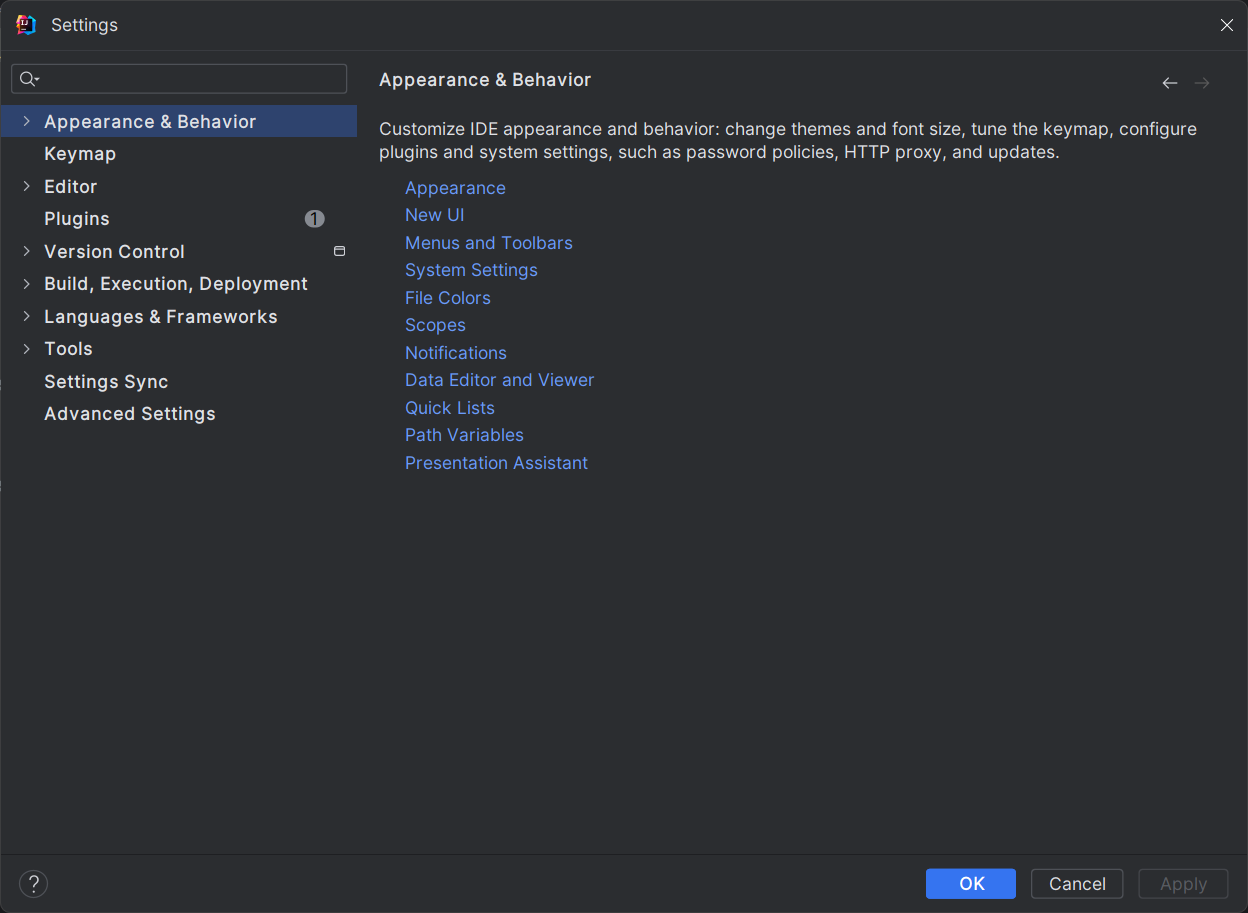 Settings
Appearance & Behavior
Keymap
Editor
Plugins 1
Version Control
Build, Execution, Deployment
Languages & Frameworks
Tools
Settings Sync
Advanced Settings
Appearance & Behavior
Customize IDE appearance and behavior: change themes and font size, tune the keymap, configure
plugins and system settings, such as password policies, HTTP proxy, and updates.
Appearance
New UI
Menus and Toolbars
System Settings
File Colors
Scopes
Notifications
Data Editor and Viewer
Quick Lists
Path Variables
Presentation Assistant
?
OK
Cancel
Apply